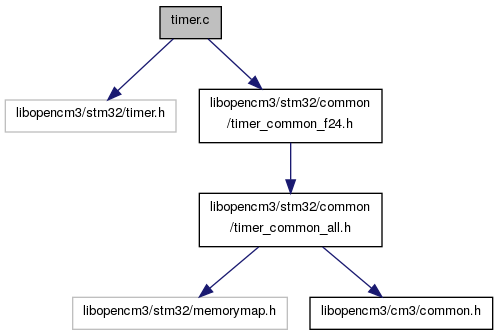 timer.c
libopencm3/stm32/timer.h
libopencm3/stm32/common
/timer_common_f24.h
libopencm3/stm32/common
/timer_common_all.h
libopencm3/stm32/memorymap.h
libopencm3/cm3/common.h